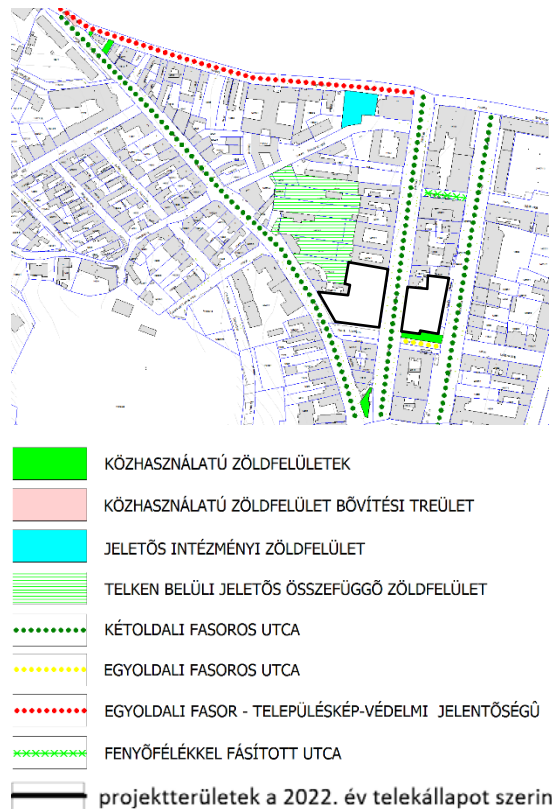 KÖZHASZNÁLATÚ ZÖLDFELÜLETEK
KÖZHASZNÁLATÚ ZÖLDFELÜLET BŐVÍTÉSI TREÜLET
JELETŐS INTÉZMÉNYI ZÖLDFELÜLET
TELKEN BELÜLI JELETŐS ÖSSZEFÜGGŐ ZÖLDFELÜLET
KÉTOLDALI FASOROS UTCA
EGYOLDALI FASOROS UTCA
EGYOLDALI FASOR - TELEPÜLÉSKÉP-VÉDELMI JELENTŐSÉGÛ
FENYŐFÉLÉKKEL FÁSÍTOTT UTCA
projektterületek a 2022. év telekállapot szerin